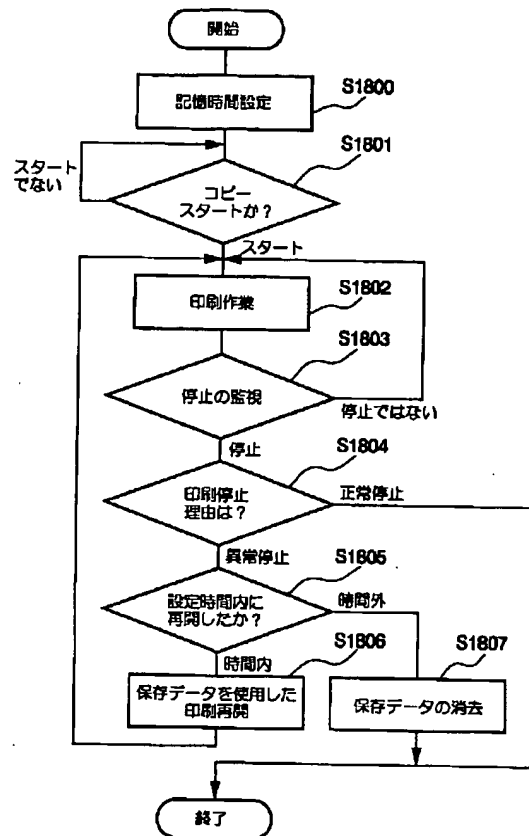 開始
記憶時間設定
S1800
スタート
でない
コピー
スタートか？
S1801
スタート
印刷作業
S1802
停止の監視
S1803
停止ではない
停止
印刷停止
理由は？
S1804
正常停止
異常停止
設定時間内に
再開したか？
S1805
時間外
時間内
保存データを使用した
印刷再開
S1806
保存データの消去
S1807
終了